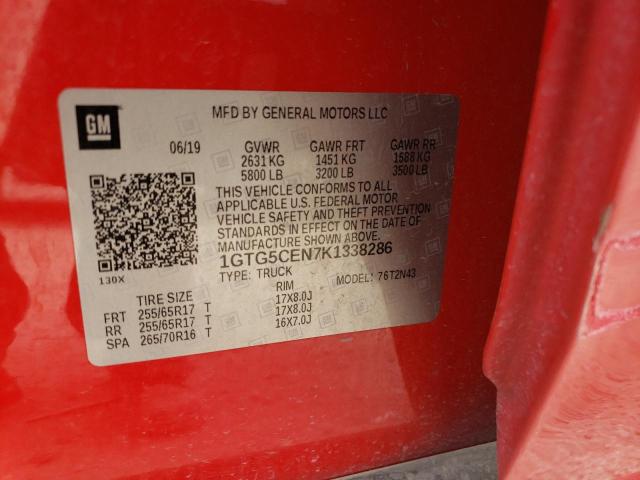 GM
MFD BY GENERAL MOTORS LLC
06/19 GVWR GAWR FRT GAWR RR
2631 KG 1451 KG 1588 KG
5800 LB 3200 LB 3500 LB
THIS VEHICLE CONFORMS TO ALL
APPLICABLE U.S. FEDERAL MOTOR
VEHICLE SAFETY AND THEFT PREVENTION
STANDARDS IN EFFECT ON THE DATE OF
MANUFACTURE SHOWN ABOVE.
1GTG5CEN7K1338286
130X
TYPE: TRUCK MODEL: 76T2N43
TIRE SIZE RIM
FRT 255/65R17 T 17X8.0J
RR 255/65R17 T 17X8.0J
SPA 265/70R16 T 16X7.0J